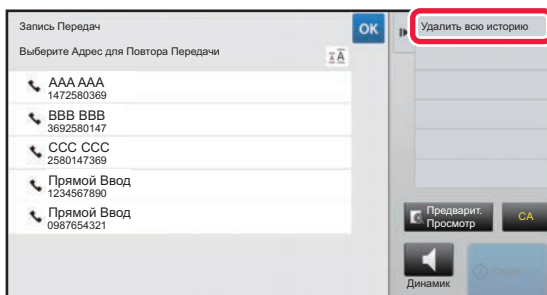 Запись Передач
Выберите Адрес для Повтора Передачи
OK
Удалить всю историю
AAA AAA
1472580369
BBB BBB
3692580147
CCC CCC
2580147369
Прямой Ввод
1234567890
Прямой Ввод
0987654321
Предварит.
Просмотр
CA
Динамик
Старт